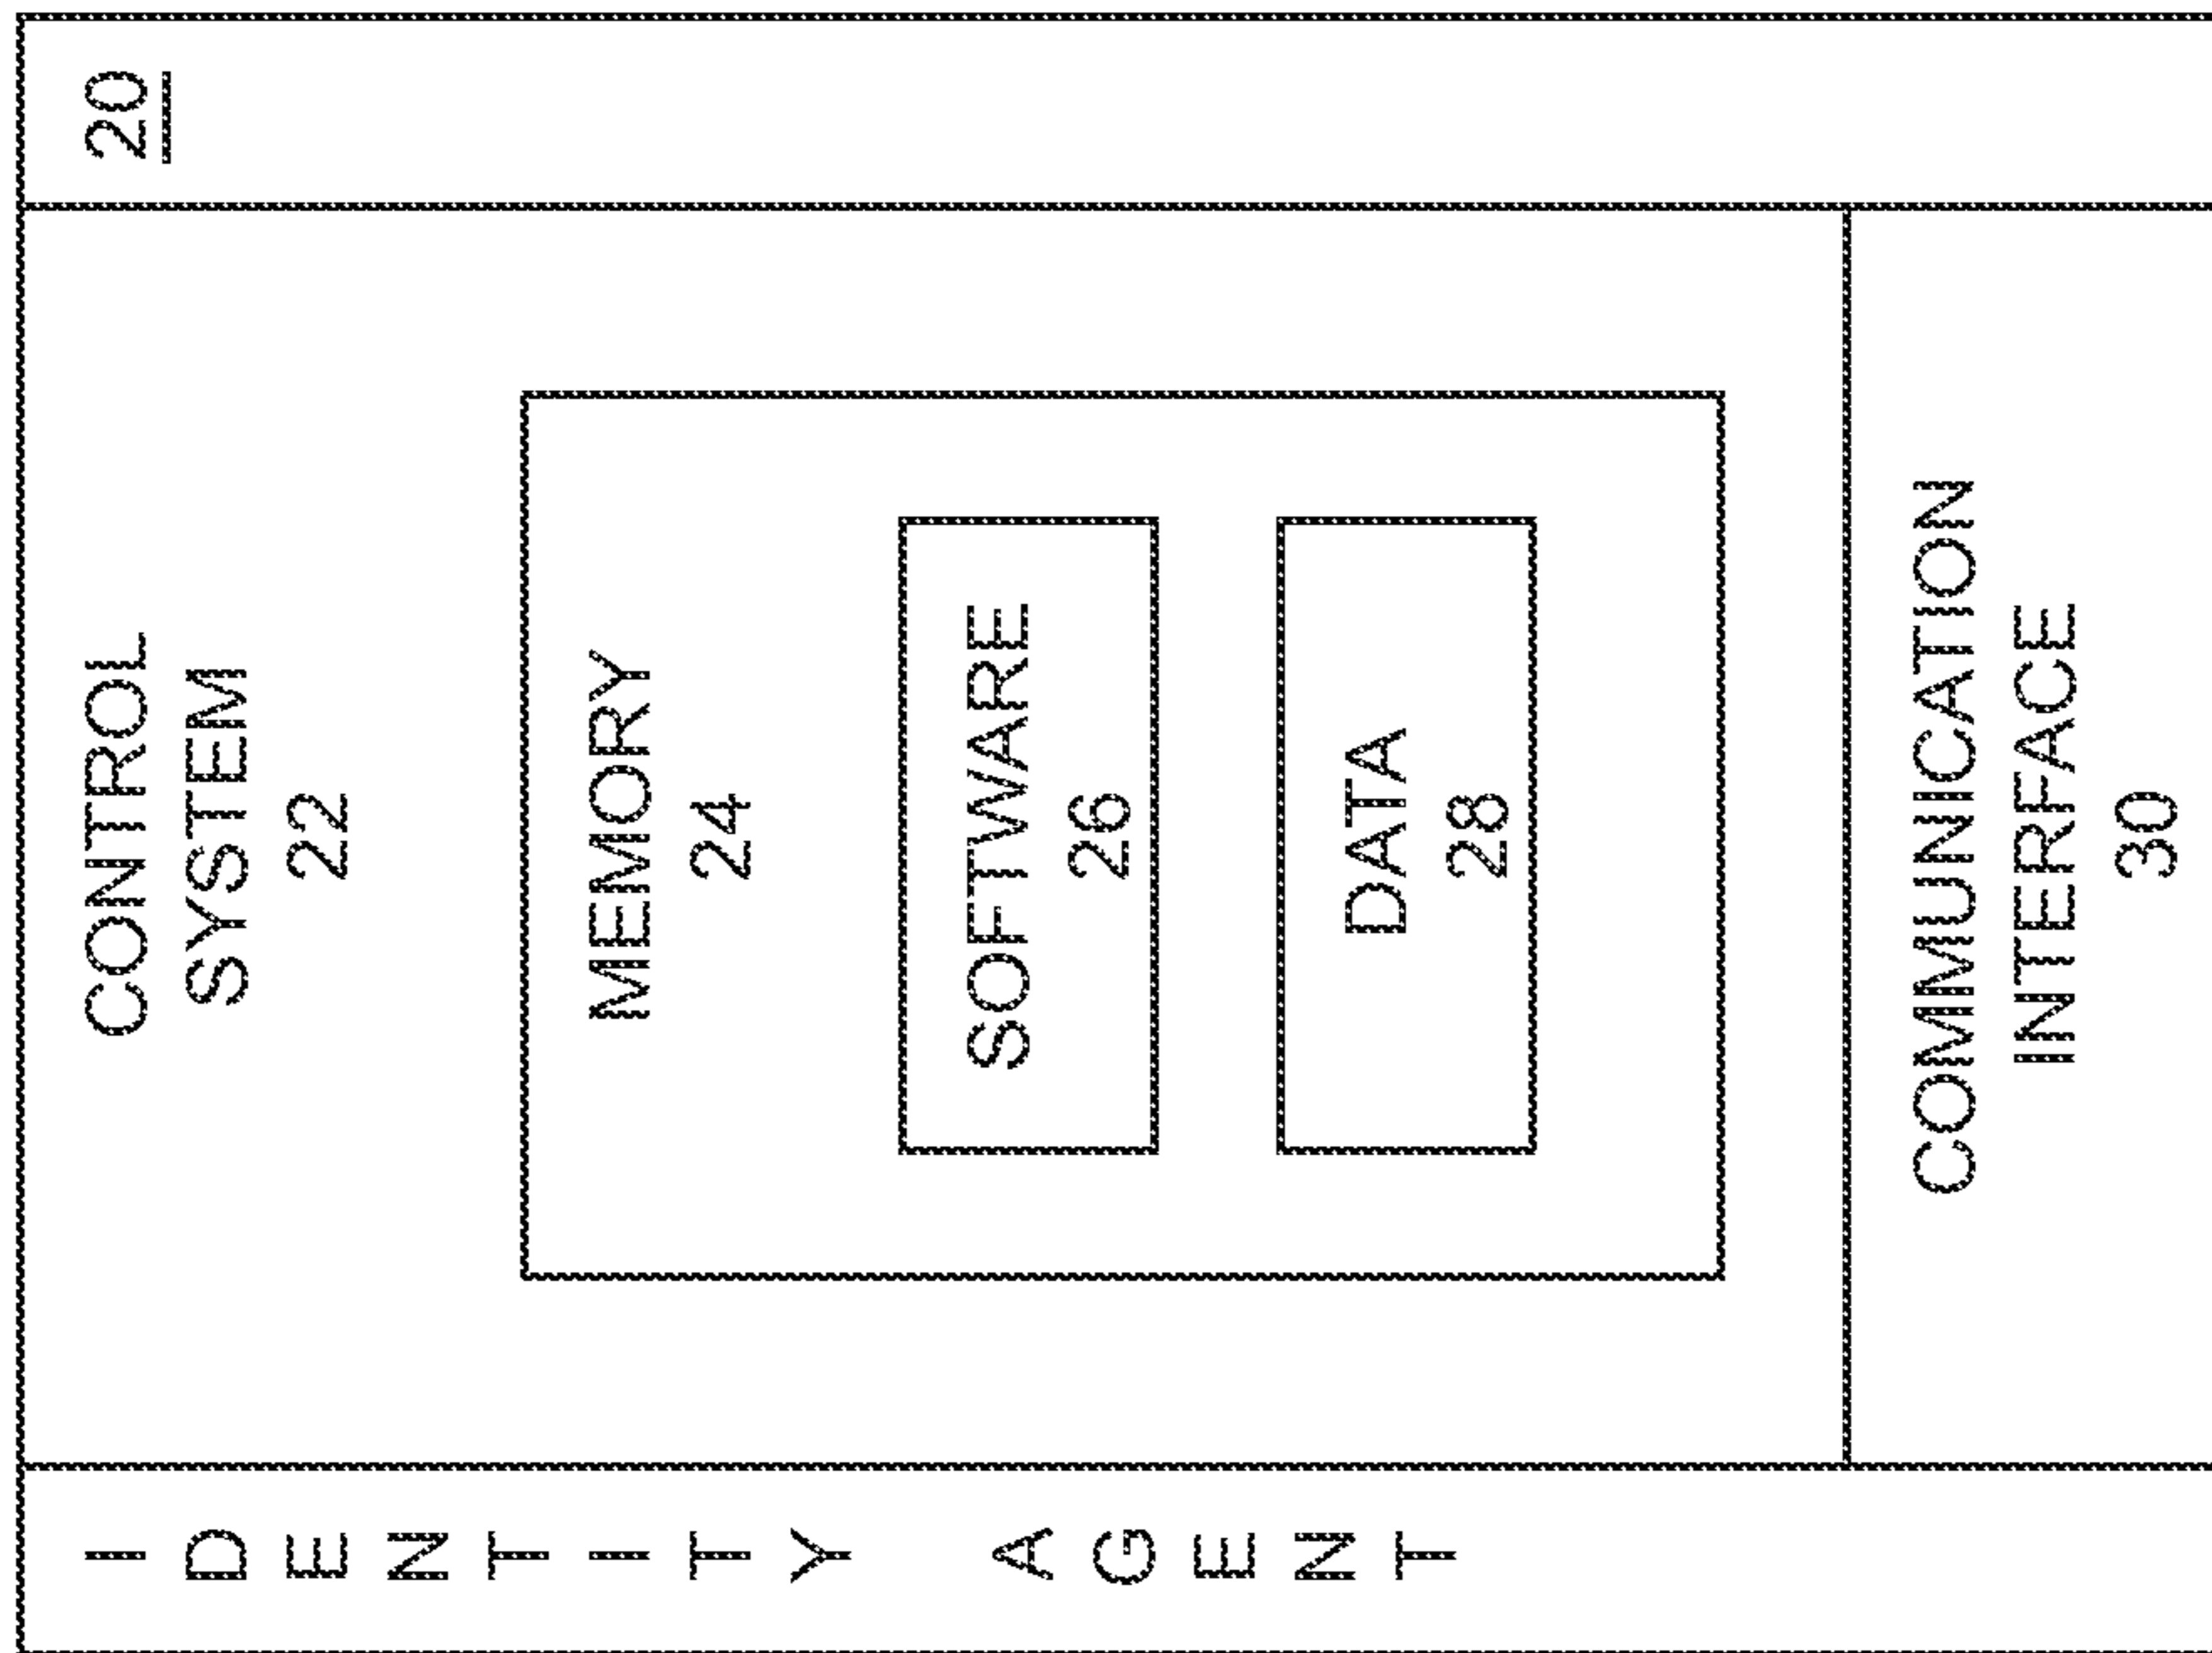 IDENTITY AGENT
20
CONTROL
SYSTEM
22
MEMORY
24
SOFTWARE
26
DATA
28
COMMUNICATION
INTERFACE
30